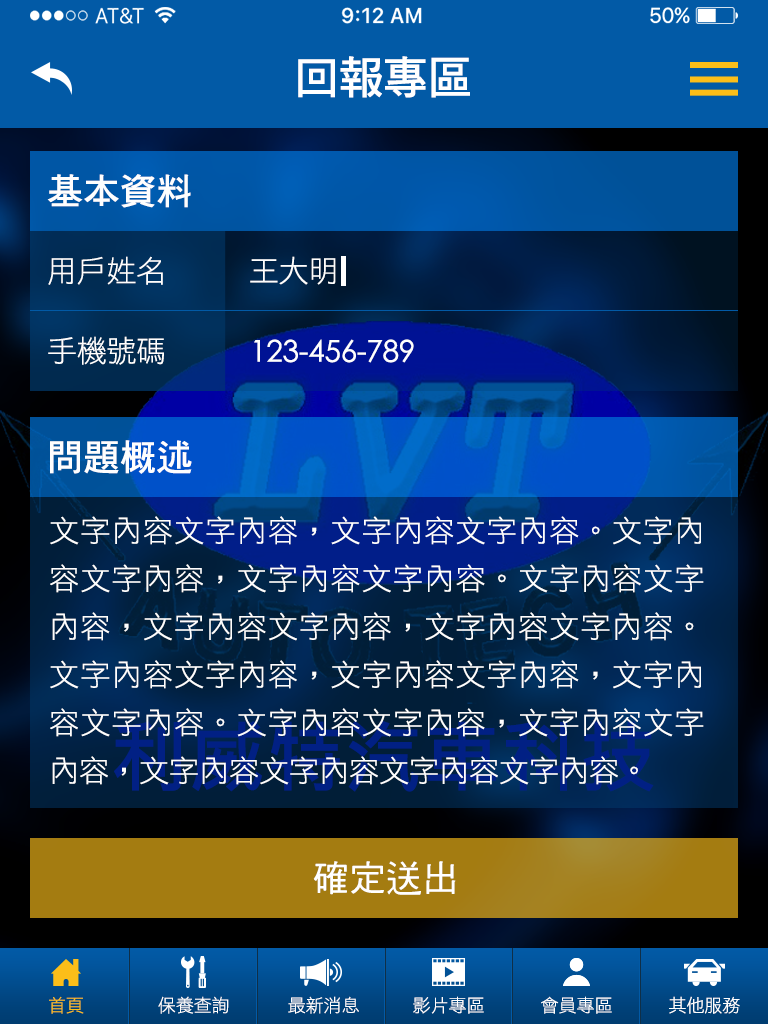 AT&T 9:12 AM 50%
回報專區
基本資料
用戶姓名 王大明
手機號碼 123-456-789
LVT
問題概述
文字內容文字內容，文字內容文字內容。文字內
容文字內容，文字內容文字內容。文字內容文字
內容，文字內容文字內容，文字內容文字內容。
文字內容文字內容，文字內容文字內容，文字內
容文字內容。文字內容文字內容，文字內容文字
內容，文字內容文字內容文字內容文字內容。
AUTO TECH
利威特汽車科技
確定送出
首頁 保養查詢 最新消息 影片專區 會員專區 其他服務